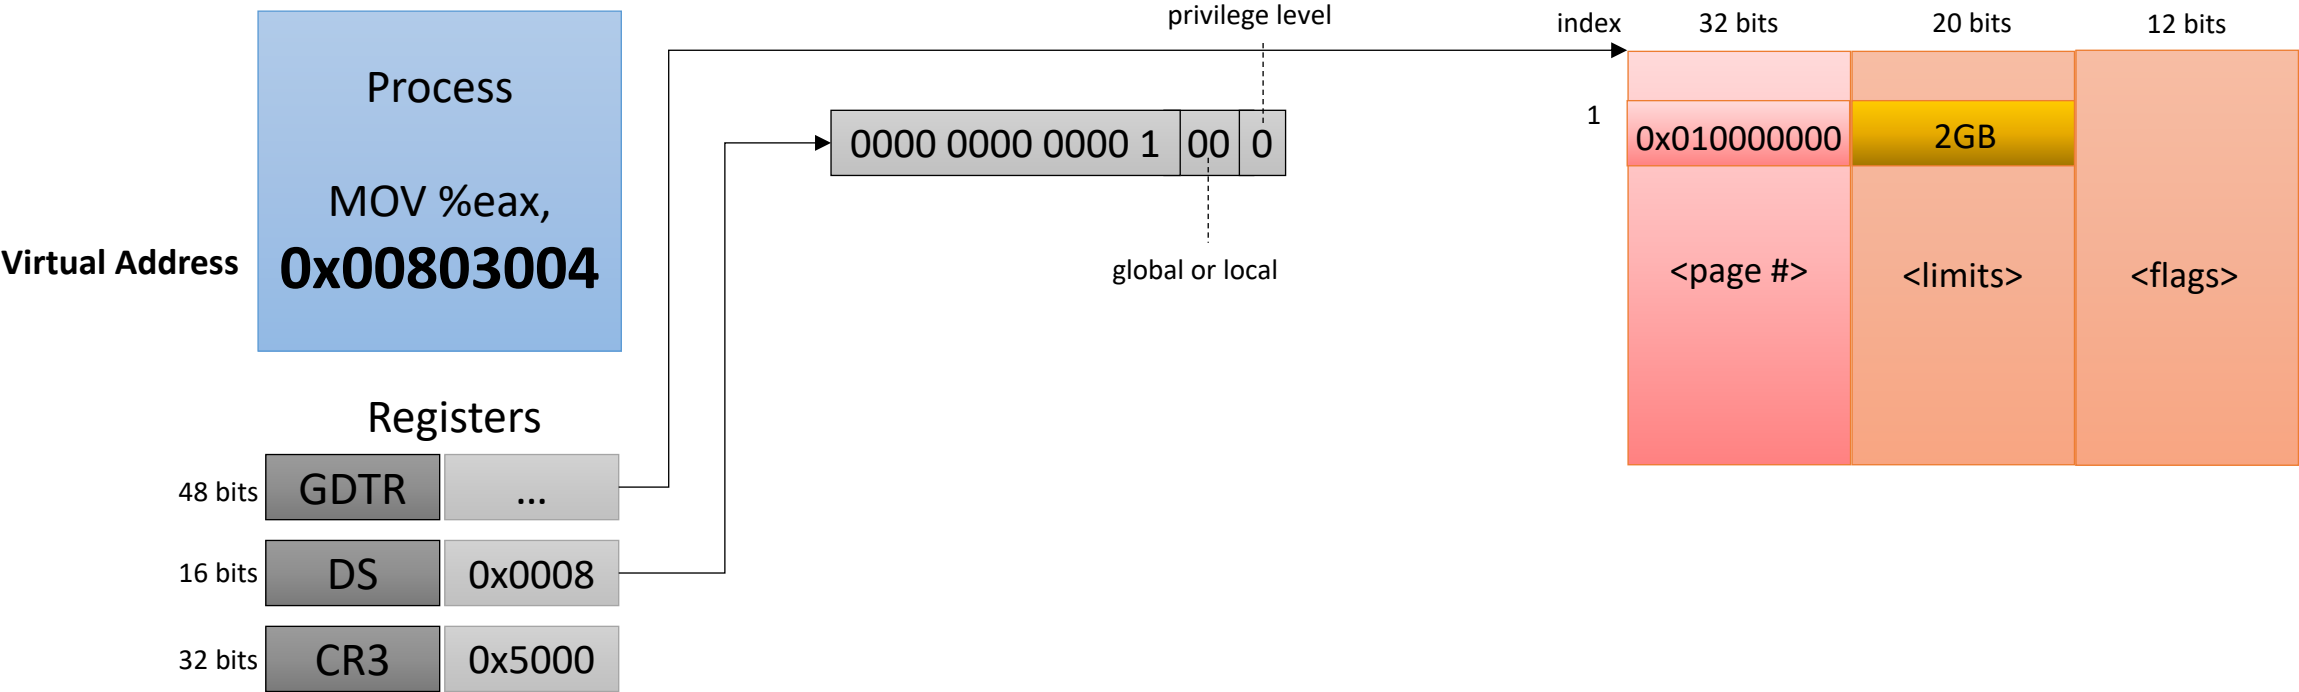 privilege level
index
32 bits
20 bits
12 bits
Process
MOV %eax,
0x00803004
Virtual Address
0000 0000 0000 1
00
0
global or local
1
0x010000000
2GB
<page #>
<limits>
<flags>
Registers
48 bits
GDTR
...
16 bits
DS
0x0008
32 bits
CR3
0x5000